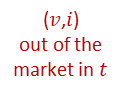 (v,i)
out of the
market in t